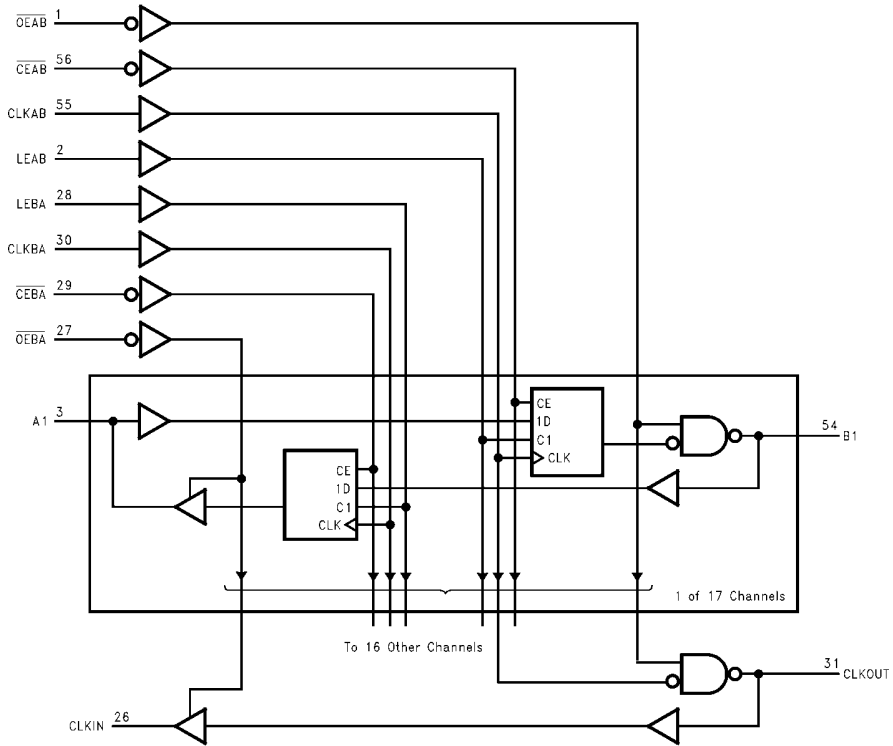 OEAB 1
CEAB 56
CLKAB 55
LEAB 2
LEBA 28
CLKBA 30
CEBA 29
OEBA 27
A1 3
CE
1D
C1
CLK
54 B1
CE
1D
C1
CLK
1 of 17 Channels
To 16 Other Channels
31 CLKOUT
CLKIN 26